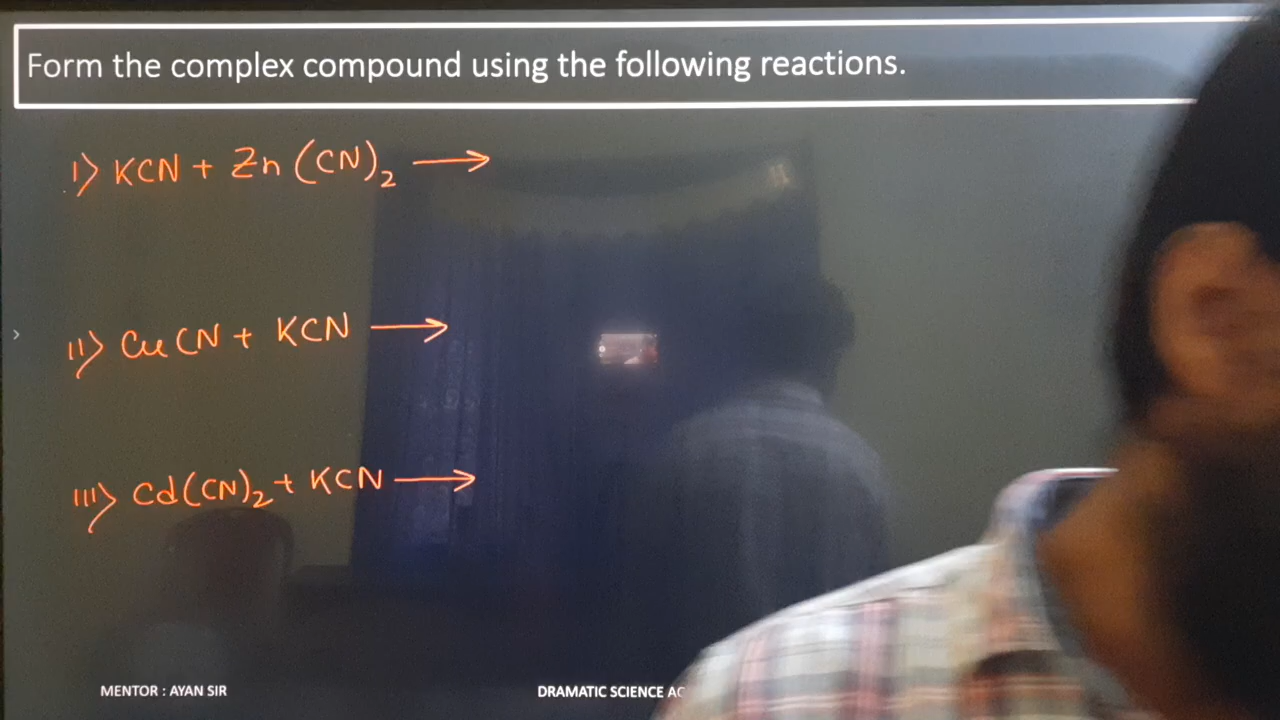 Form the complex compound using the following reactions.
I) KCN + Zn(CN)₂ ⟶
II) CuCN + KCN ⟶
III) Cd(CN)₂ + KCN ⟶
MENTOR : AYAN SIR
DRAMATIC SCIENCE